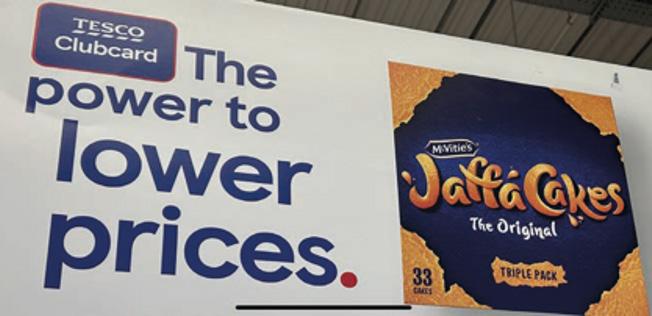 TESCO
Clubcard
The
power to
lower
prices.
McVitie's
Jaffa Cakes
The Original
TRIPLE PACK
33
CAKES